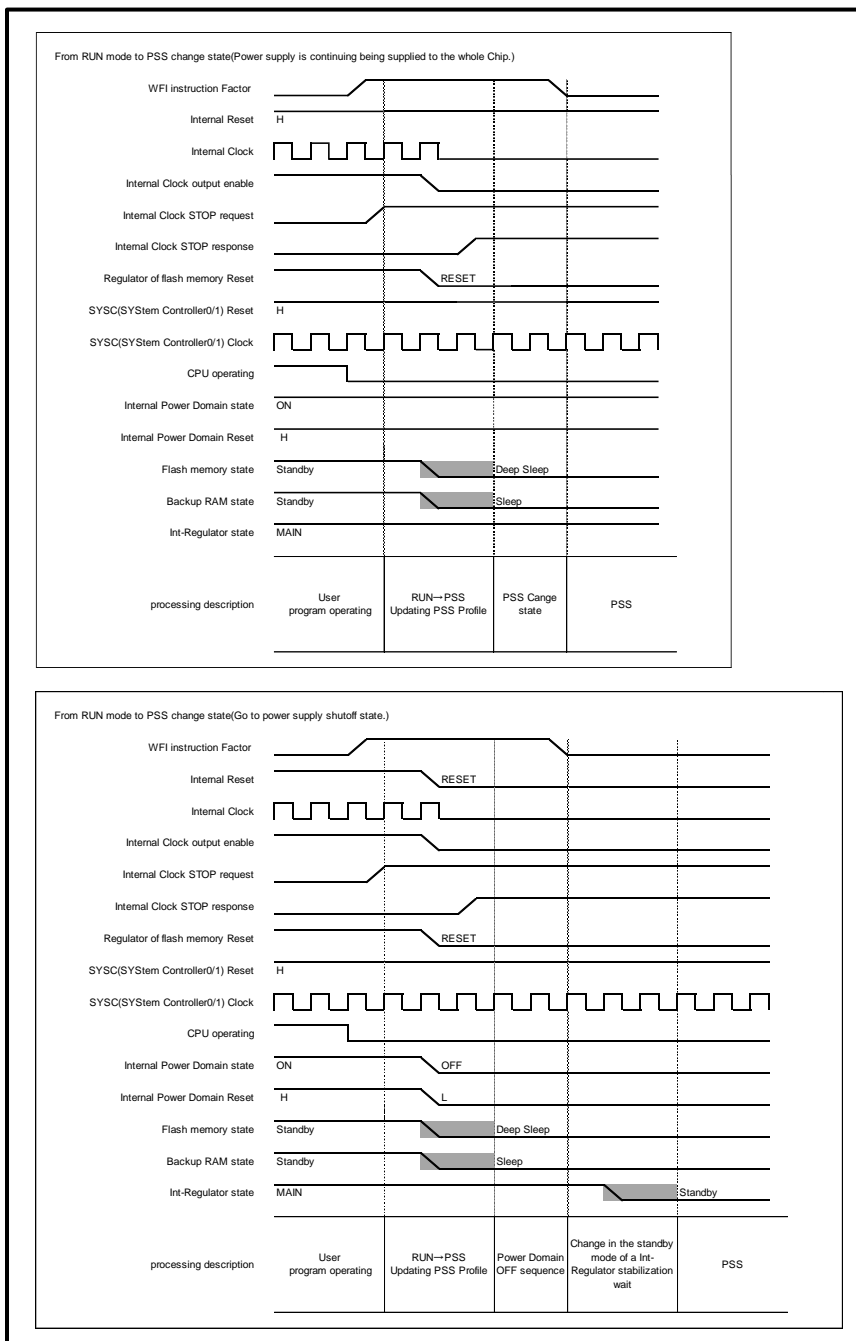 From RUN mode to PSS change state(Power supply is continuing being supplied to the whole Chip.)
WFI instruction Factor
Internal Reset H
Internal Clock
Internal Clock output enable
Internal Clock STOP request
Internal Clock STOP response
Regulator of flash memory Reset RESET
SYSC(SYStem Controller0/1) Reset H
SYSC(SYStem Controller0/1) Clock
CPU operating
Internal Power Domain state ON
Internal Power Domain Reset H
Flash memory state Standby Deep Sleep
Backup RAM state Standby Sleep
Int-Regulator state MAIN
processing description
User
program operating
RUN→PSS
Updating PSS Profile
PSS Cange
state
PSS
From RUN mode to PSS change state(Go to power supply shutoff state.)
WFI instruction Factor
Internal Reset RESET
Internal Clock
Internal Clock output enable
Internal Clock STOP request
Internal Clock STOP response
Regulator of flash memory Reset RESET
SYSC(SYStem Controller0/1) Reset H
SYSC(SYStem Controller0/1) Clock
CPU operating
Internal Power Domain state ON OFF
Internal Power Domain Reset H L
Flash memory state Standby Deep Sleep
Backup RAM state Standby Sleep
Int-Regulator state MAIN Standby
processing description
User
program operating
RUN→PSS
Updating PSS Profile
Power Domain
OFF sequence
Change in the standby
mode of a Int-
Regulator stabilization
wait
PSS